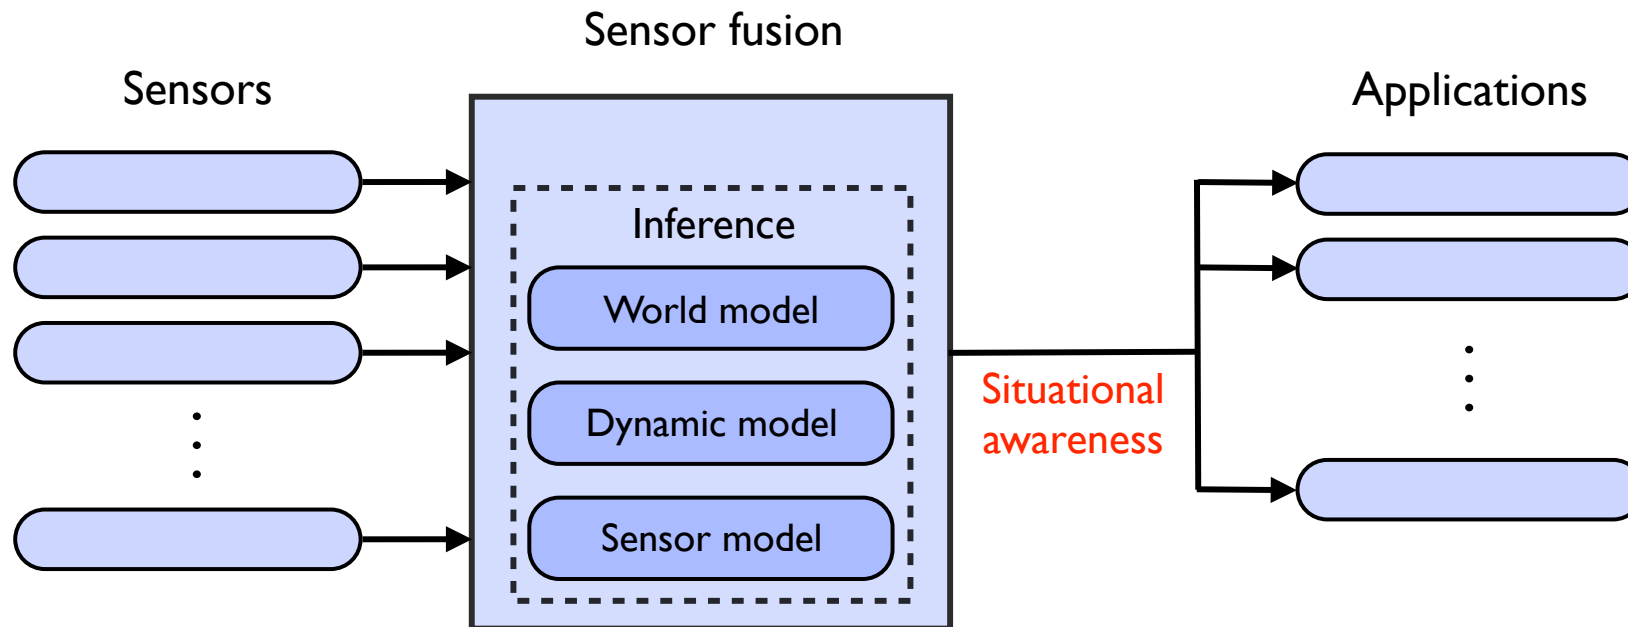 Sensor fusion
Sensors
Applications
Inference
World model
Dynamic model
Sensor model
Situational
awareness